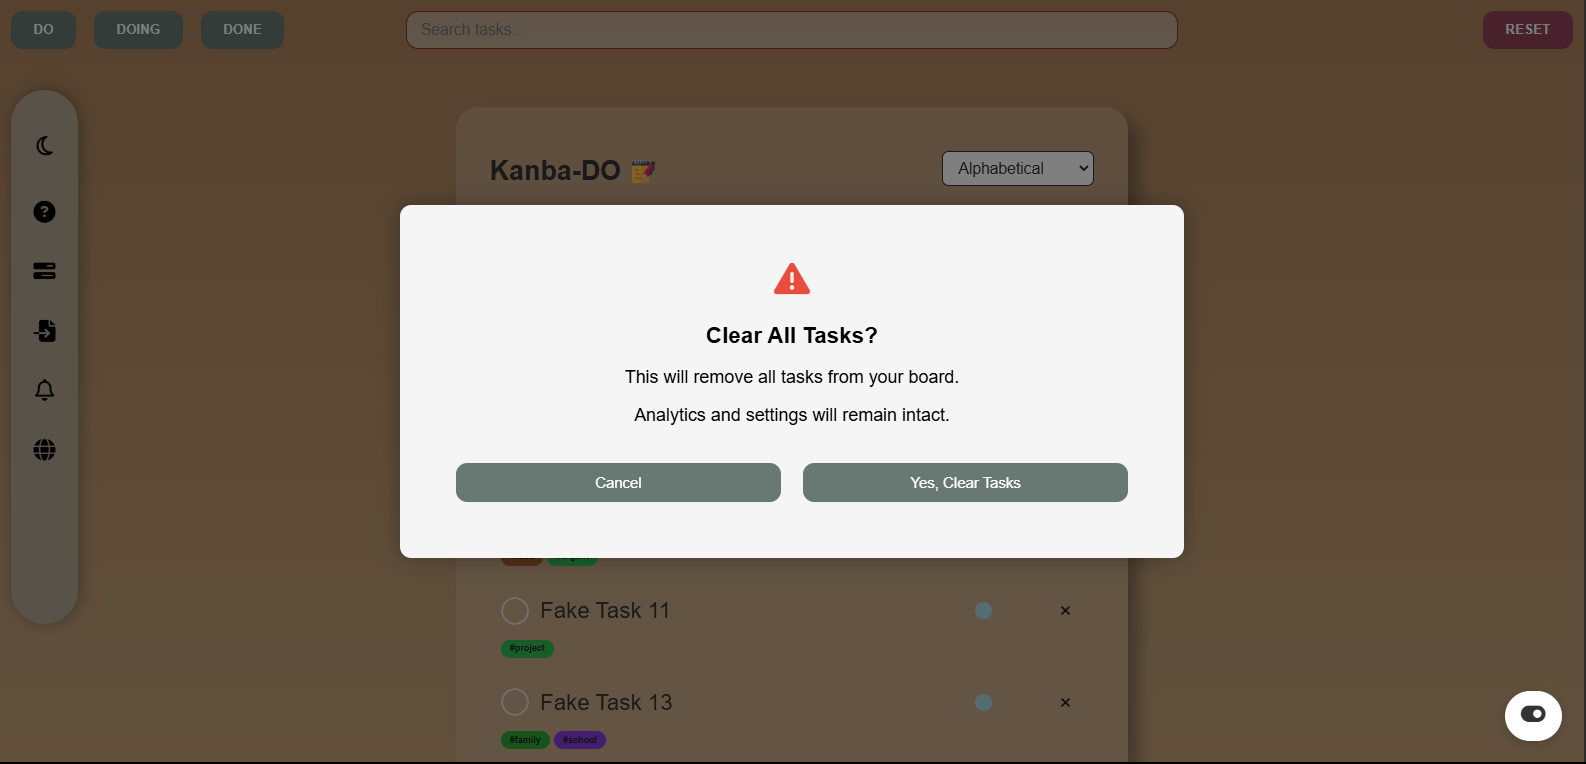 DO
DOING
DONE
Search tasks...
RESET
Kanba-DO
Alphabetical
Clear All Tasks?
This will remove all tasks from your board.
Analytics and settings will remain intact.
Cancel
Yes, Clear Tasks
Fake Task 11
×
#project
Fake Task 13
×
#family
#school